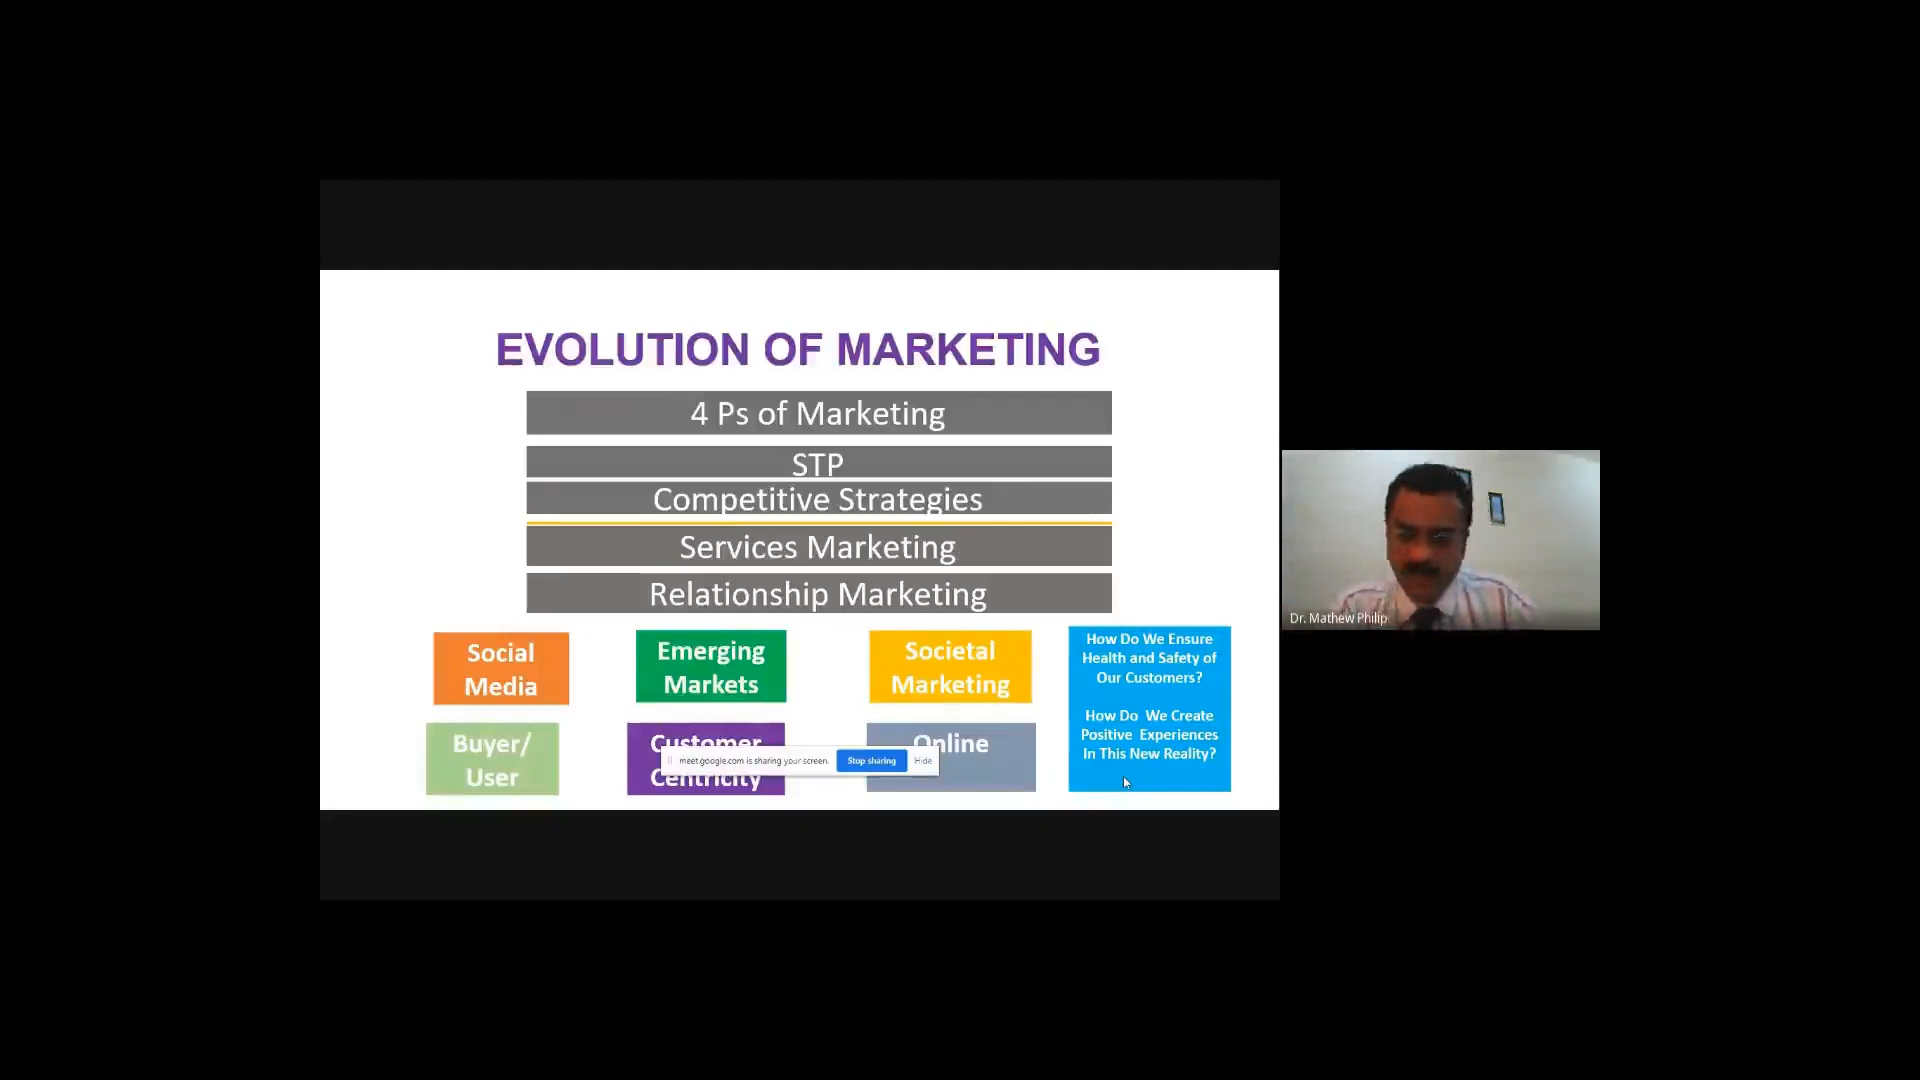 EVOLUTION OF MARKETING
4 Ps of Marketing
STP
Competitive Strategies
Services Marketing
Relationship Marketing
Social
Media
Emerging
Markets
Societal
Marketing
How Do We Ensure
Health and Safety of
Our Customers?
How Do We Create
Positive Experiences
In This New Reality?
Buyer/
User
Customer
Centricity
Online
meet.google.com is sharing your screen.
Stop sharing
Hide
Dr. Mathew Philip